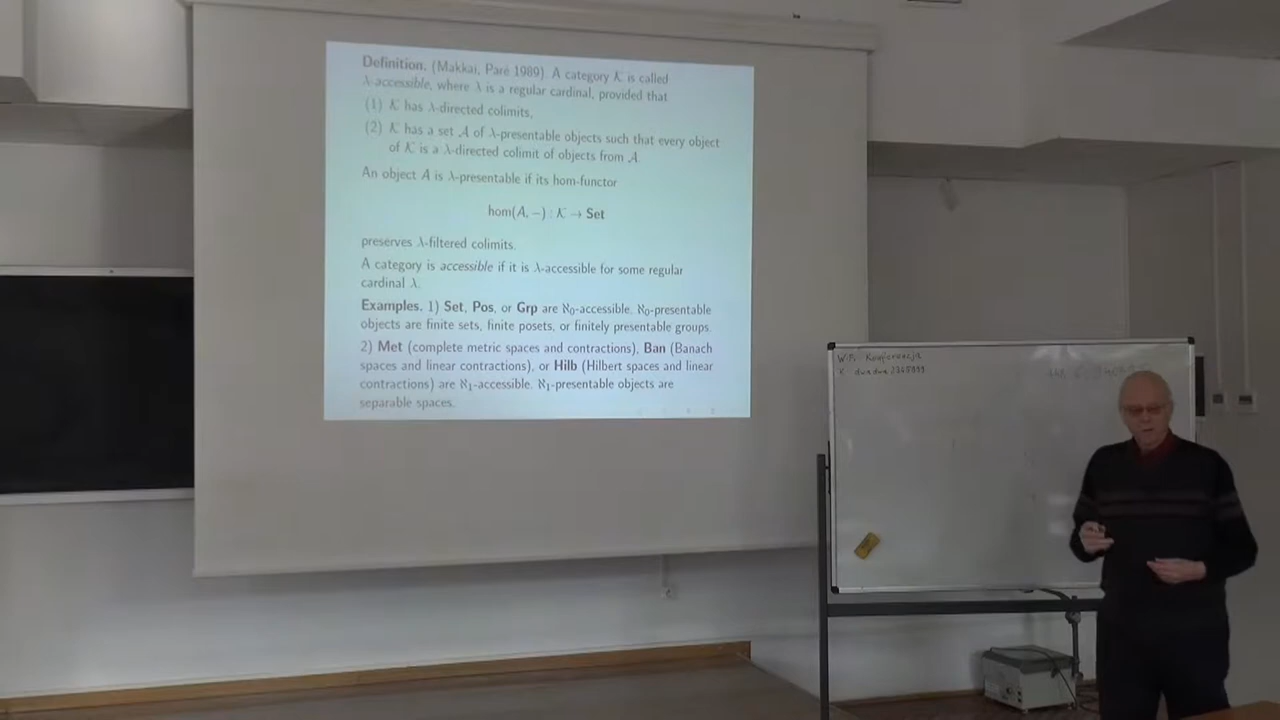 Definition. (Makkai, Paré 1989). A category 𝒦 is called
λ-accessible, where λ is a regular cardinal, provided that
(1) 𝒦 has λ-directed colimits,
(2) 𝒦 has a set 𝒜 of λ-presentable objects such that every object
of 𝒦 is a λ-directed colimit of objects from 𝒜.
An object A is λ-presentable if its hom-functor
hom(A, −) : 𝒦 → Set
preserves λ-filtered colimits.
A category is accessible if it is λ-accessible for some regular
cardinal λ.
Examples. 1) Set, Pos, or Grp are ℵ₀-accessible. ℵ₀-presentable
objects are finite sets, finite posets, or finitely presentable groups.
2) Met (complete metric spaces and contractions), Ban (Banach
spaces and linear contractions), or Hilb (Hilbert spaces and linear
contractions) are ℵ₁-accessible. ℵ₁-presentable objects are
separable spaces.
Konferencja